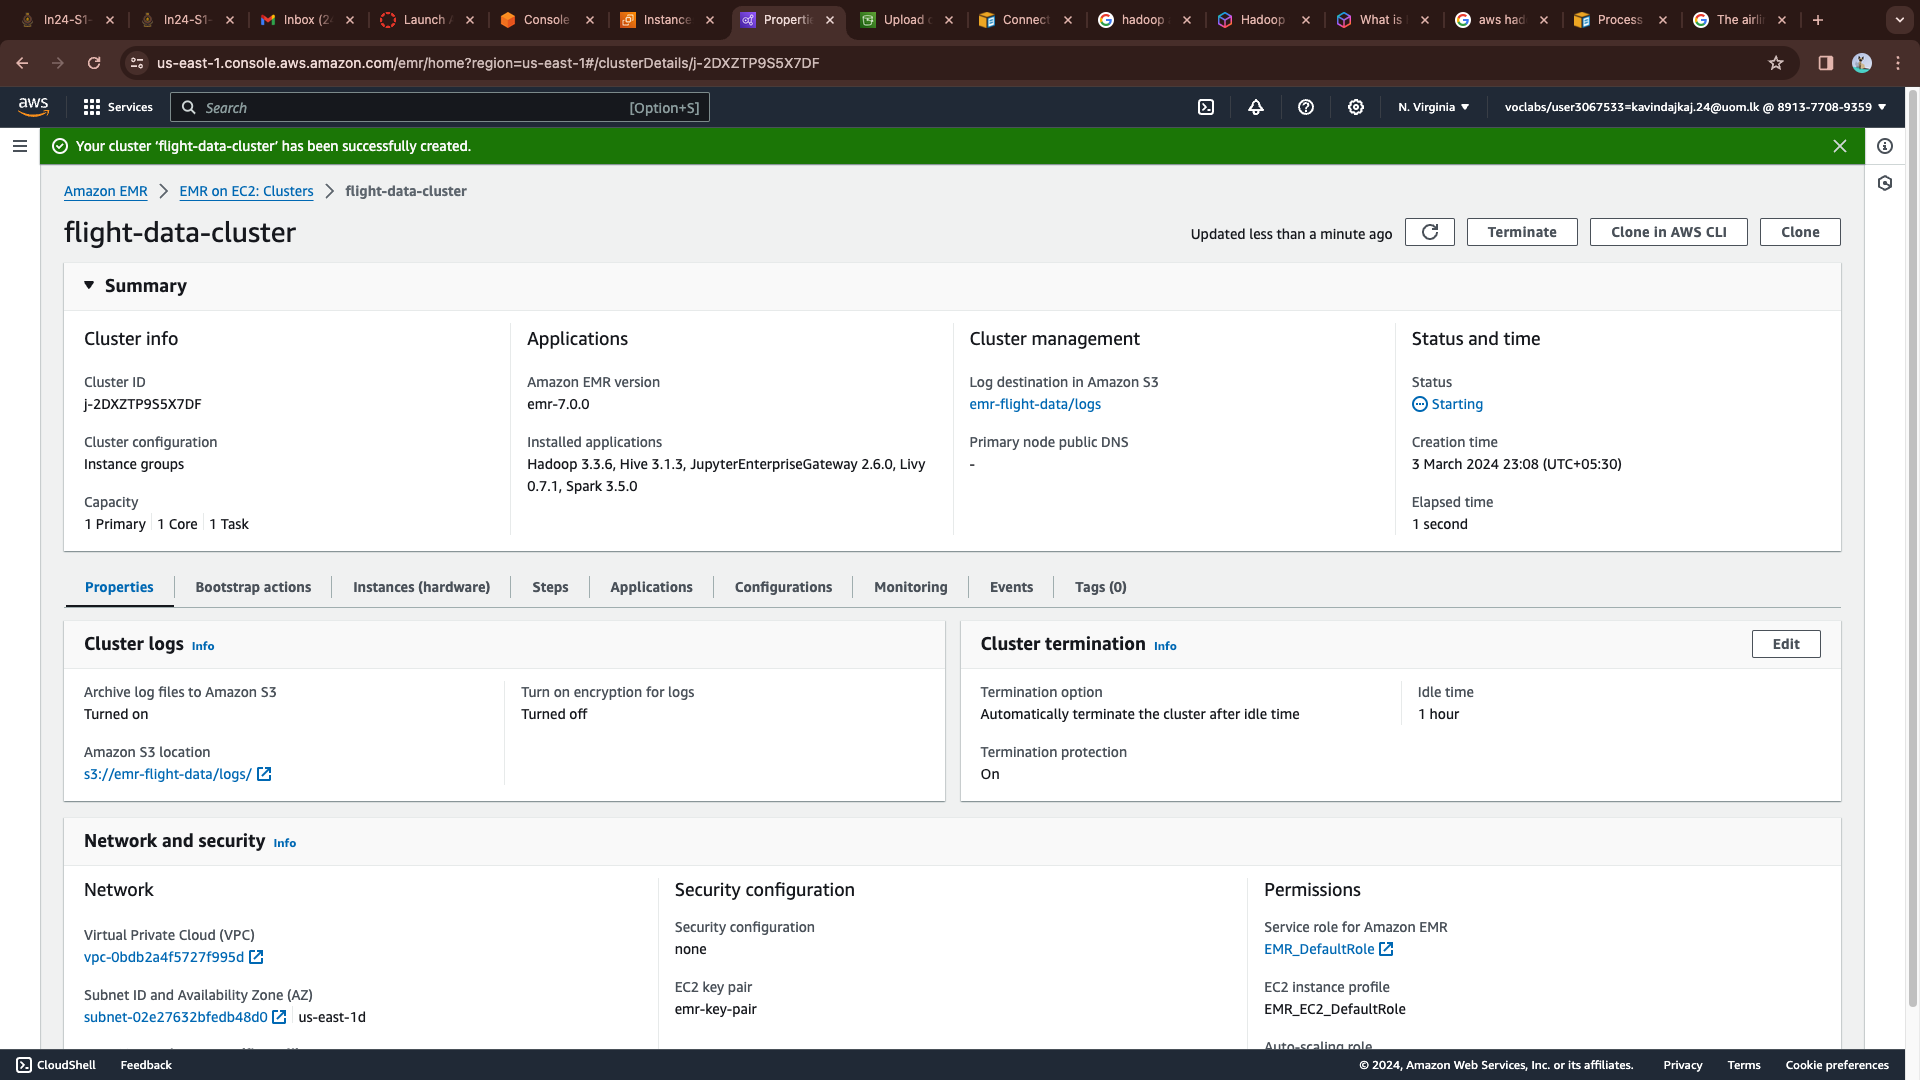 In24-S1-
In24-S1-
Inbox (2
Launch A
Console
Instance
Properti
Upload o
Connect
hadoop
Hadoop
What is
aws had
Process
The airli
us-east-1.console.aws.amazon.com/emr/home?region=us-east-1#/clusterDetails/j-2DXZTP9S5X7DF
aws
Services
Search
[Option+S]
N. Virginia
voclabs/user3067533=kavindajkaj.24@uom.lk @ 8913-7708-9359
Your cluster 'flight-data-cluster' has been successfully created.
Amazon EMR
EMR on EC2: Clusters
flight-data-cluster
flight-data-cluster
Updated less than a minute ago
Terminate
Clone in AWS CLI
Clone
Summary
Cluster info
Cluster ID
j-2DXZTP9S5X7DF
Cluster configuration
Instance groups
Capacity
1 Primary 1 Core 1 Task
Applications
Amazon EMR version
emr-7.0.0
Installed applications
Hadoop 3.3.6, Hive 3.1.3, JupyterEnterpriseGateway 2.6.0, Livy
0.7.1, Spark 3.5.0
Cluster management
Log destination in Amazon S3
emr-flight-data/logs
Primary node public DNS
-
Status and time
Status
Starting
Creation time
3 March 2024 23:08 (UTC+05:30)
Elapsed time
1 second
Properties
Bootstrap actions
Instances (hardware)
Steps
Applications
Configurations
Monitoring
Events
Tags (0)
Cluster logs Info
Archive log files to Amazon S3
Turned on
Amazon S3 location
s3://emr-flight-data/logs/
Turn on encryption for logs
Turned off
Cluster termination Info
Edit
Termination option
Automatically terminate the cluster after idle time
Termination protection
On
Idle time
1 hour
Network and security Info
Network
Virtual Private Cloud (VPC)
vpc-0bdb2a4f5727f995d
Subnet ID and Availability Zone (AZ)
subnet-02e27632bfedb48d0 us-east-1d
Security configuration
Security configuration
none
EC2 key pair
emr-key-pair
Permissions
Service role for Amazon EMR
EMR_DefaultRole
EC2 instance profile
EMR_EC2_DefaultRole
Auto-scaling role
CloudShell
Feedback
© 2024, Amazon Web Services, Inc. or its affiliates.
Privacy
Terms
Cookie preferences